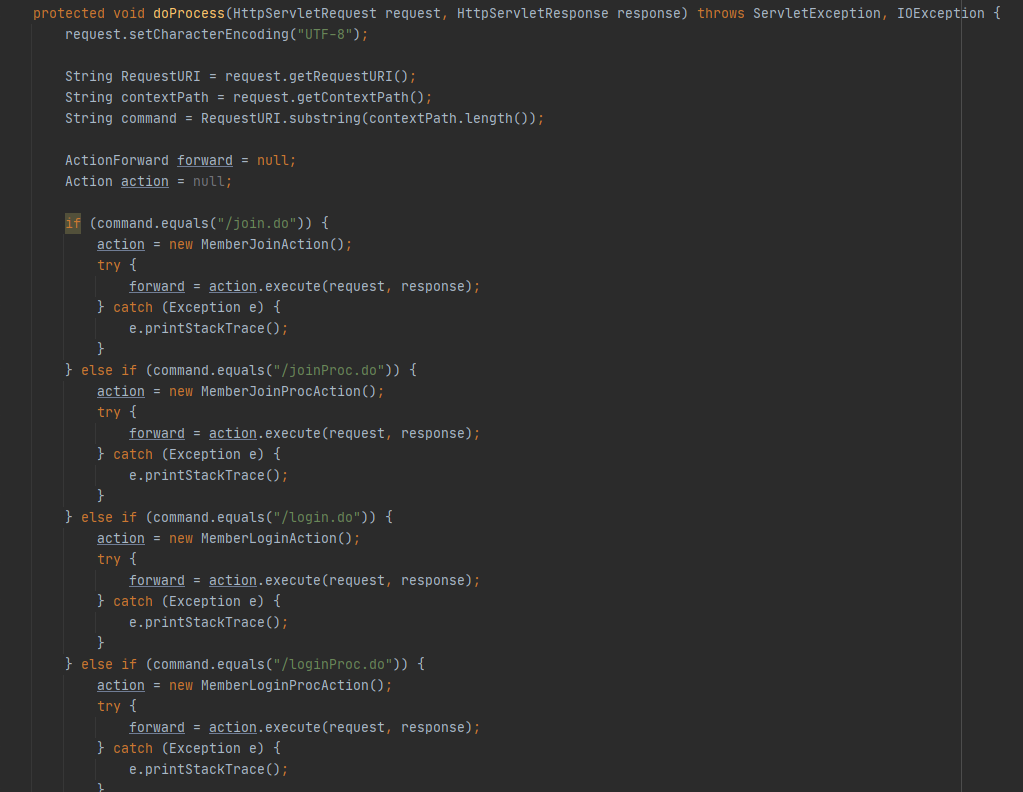 protected void doProcess(HttpServletRequest request, HttpServletResponse response) throws ServletException, IOException {
request.setCharacterEncoding("UTF-8");
String RequestURI = request.getRequestURI();
String contextPath = request.getContextPath();
String command = RequestURI.substring(contextPath.length());
ActionForward forward = null;
Action action = null;
if (command.equals("/join.do")) {
action = new MemberJoinAction();
try {
forward = action.execute(request, response);
} catch (Exception e) {
e.printStackTrace();
}
} else if (command.equals("/joinProc.do")) {
action = new MemberJoinProcAction();
try {
forward = action.execute(request, response);
} catch (Exception e) {
e.printStackTrace();
}
} else if (command.equals("/login.do")) {
action = new MemberLoginAction();
try {
forward = action.execute(request, response);
} catch (Exception e) {
e.printStackTrace();
}
} else if (command.equals("/loginProc.do")) {
action = new MemberLoginProcAction();
try {
forward = action.execute(request, response);
} catch (Exception e) {
e.printStackTrace();
}